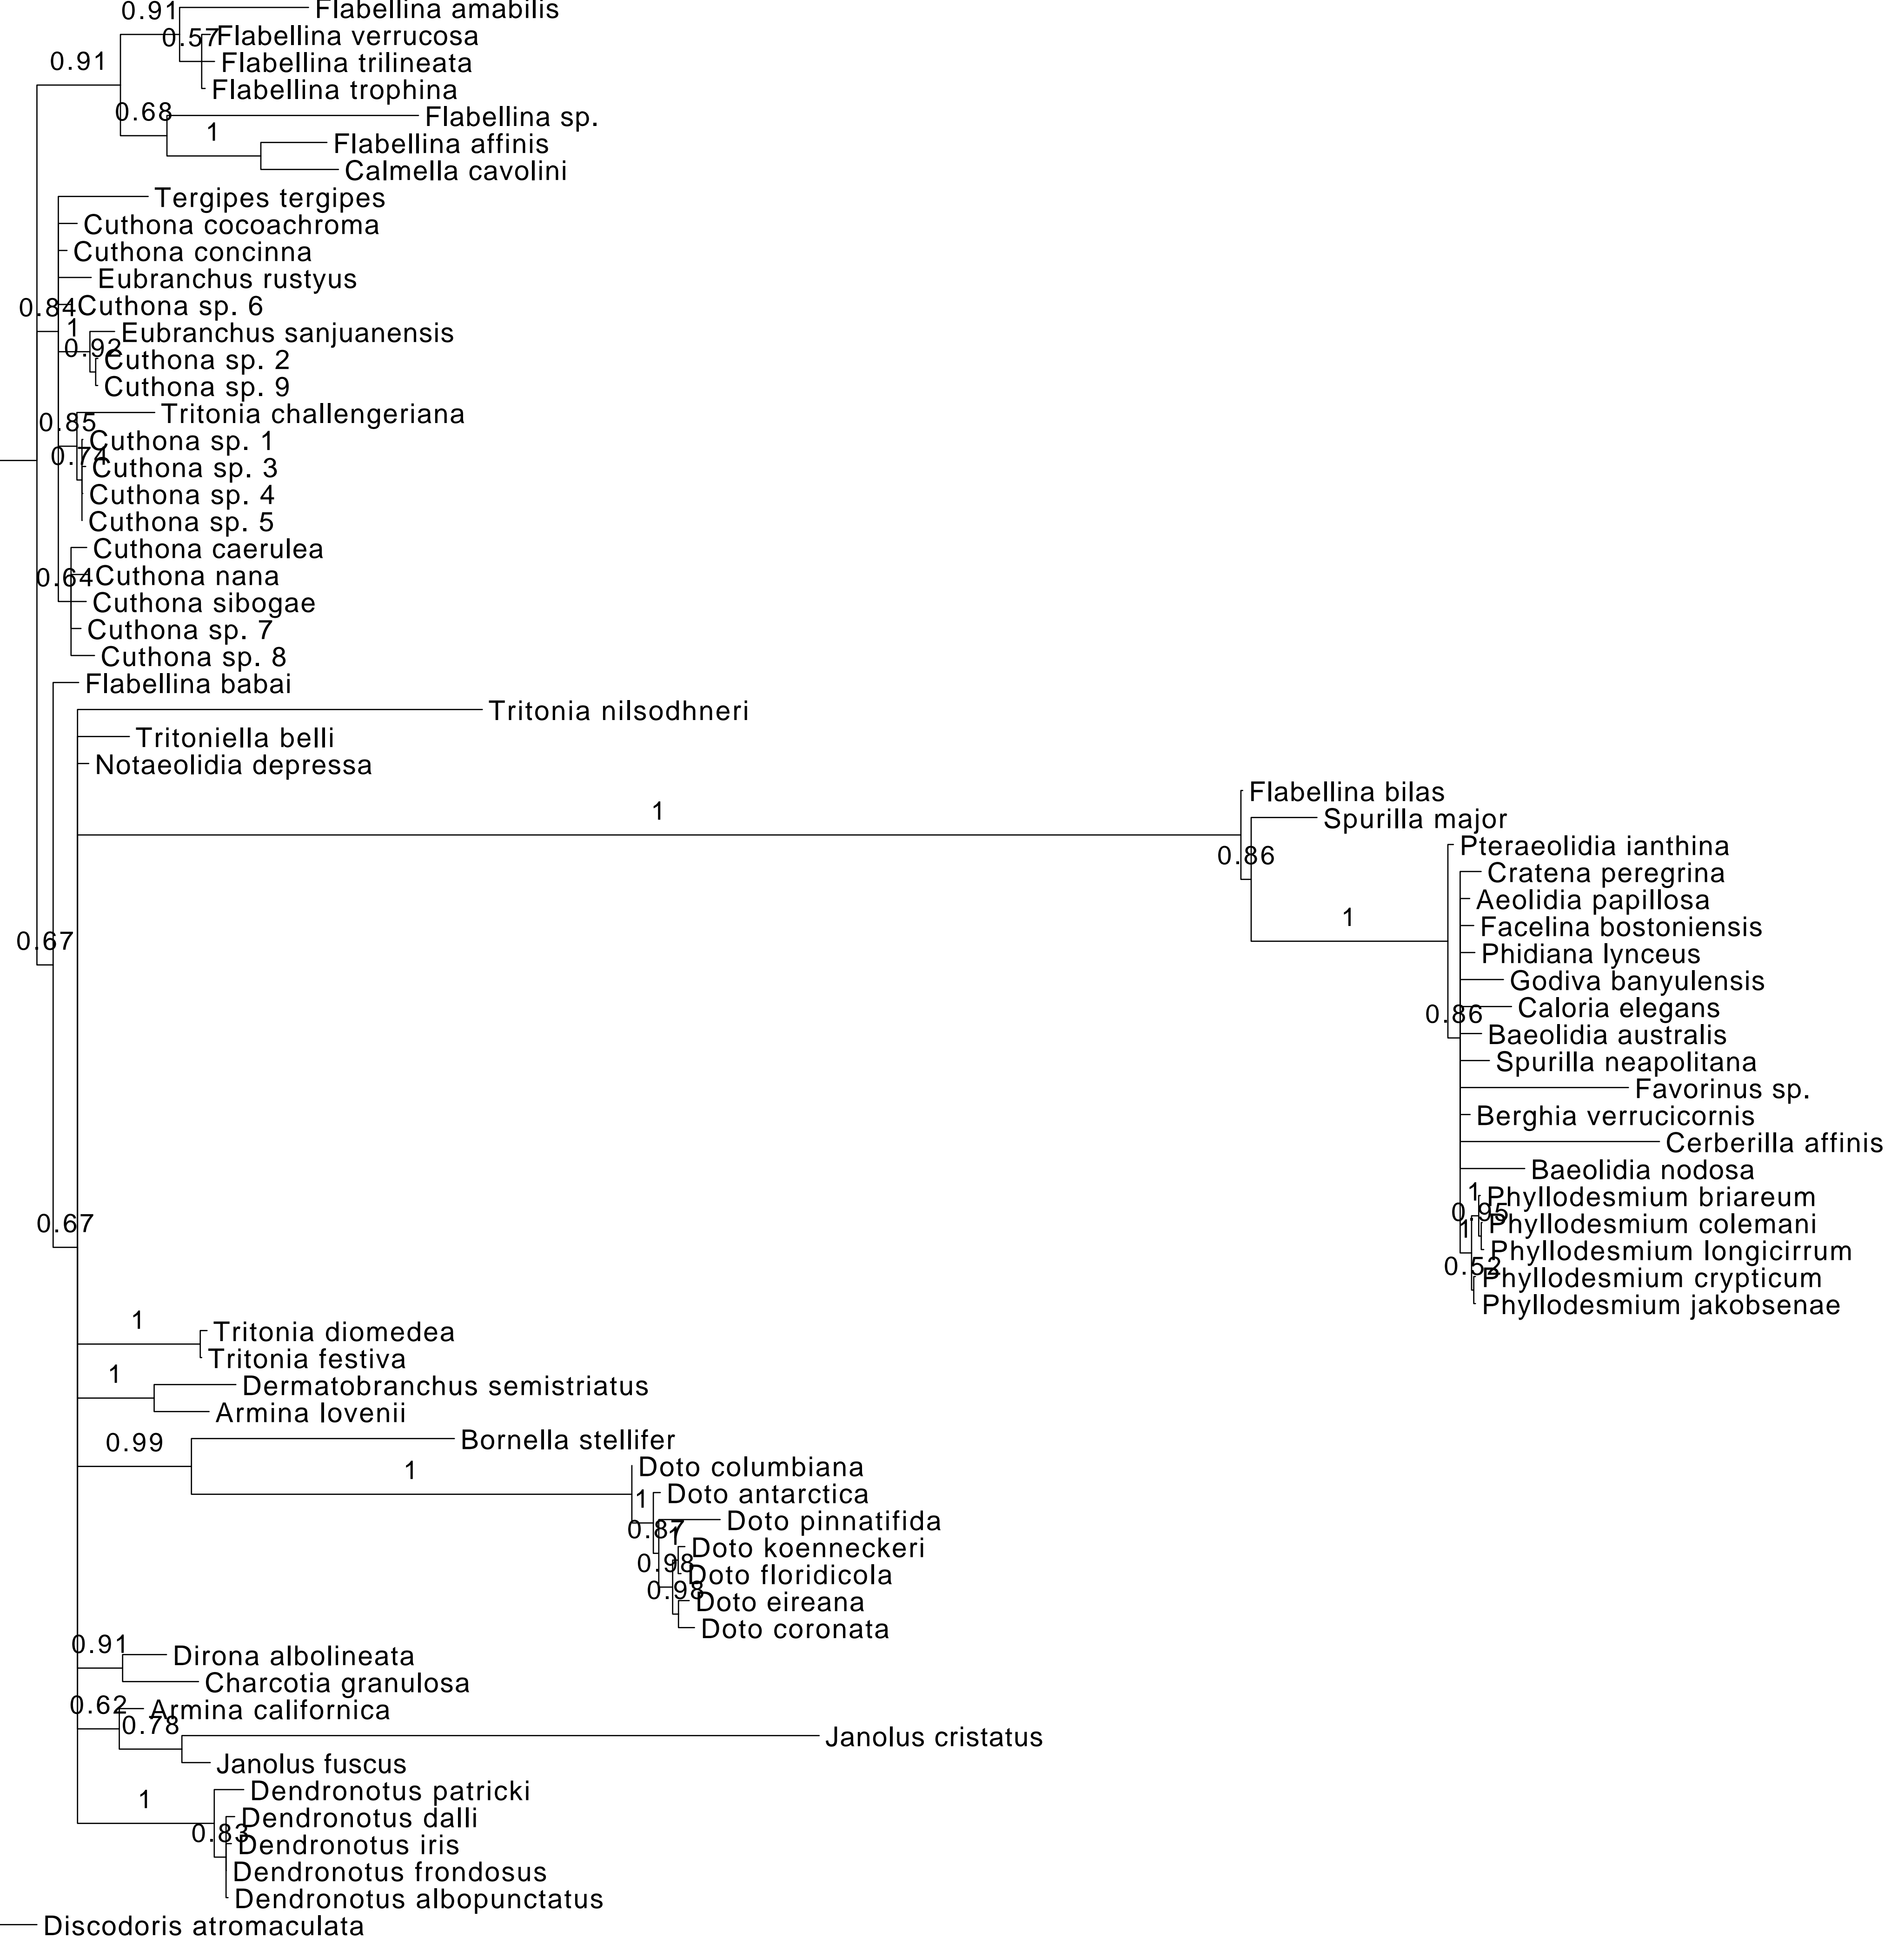 0.91
Flabellina amabilis
0.57
Flabellina verrucosa
0.91
Flabellina trilineata
Flabellina trophina
0.68
Flabellina sp.
1
Flabellina affinis
Calmella cavolini
Tergipes tergipes
Cuthona cocoachroma
Cuthona concinna
Eubranchus rustyus
0.84
Cuthona sp. 6
1
Eubranchus sanjuanensis
0.92
Cuthona sp. 2
Cuthona sp. 9
Tritonia challengeriana
0.85
Cuthona sp. 1
0.74
Cuthona sp. 3
Cuthona sp. 4
Cuthona sp. 5
Cuthona caerulea
0.64
Cuthona nana
Cuthona sibogae
Cuthona sp. 7
Cuthona sp. 8
Flabellina babai
Tritonia nilsodhneri
Tritoniella belli
Notaeolidia depressa
Flabellina bilas
1
Spurilla major
0.86
Pteraeolidia ianthina
Cratena peregrina
Aeolidia papillosa
1
Facelina bostoniensis
0.67
Phidiana lynceus
Godiva banyulensis
Caloria elegans
0.86
Baeolidia australis
Spurilla neapolitana
Favorinus sp.
Berghia verrucicornis
Cerberilla affinis
Baeolidia nodosa
1
Phyllodesmium briareum
0.95
0.67
1
Phyllodesmium colemani
Phyllodesmium longicirrum
0.52
Phyllodesmium crypticum
Phyllodesmium jakobsenae
1
Tritonia diomedea
Tritonia festiva
1
Dermatobranchus semistriatus
Armina lovenii
0.99
Bornella stellifer
1
Doto columbiana
1
Doto antarctica
0.87
Doto pinnatifida
1
Doto koenneckeri
0.98
Doto floridicola
0.98
Doto eireana
Doto coronata
0.91
Dirona albolineata
Charcotia granulosa
0.62
Armina californica
0.78
Janolus cristatus
Janolus fuscus
Dendronotus patricki
1
Dendronotus dalli
0.83
Dendronotus iris
Dendronotus frondosus
Dendronotus albopunctatus
Discodoris atromaculata